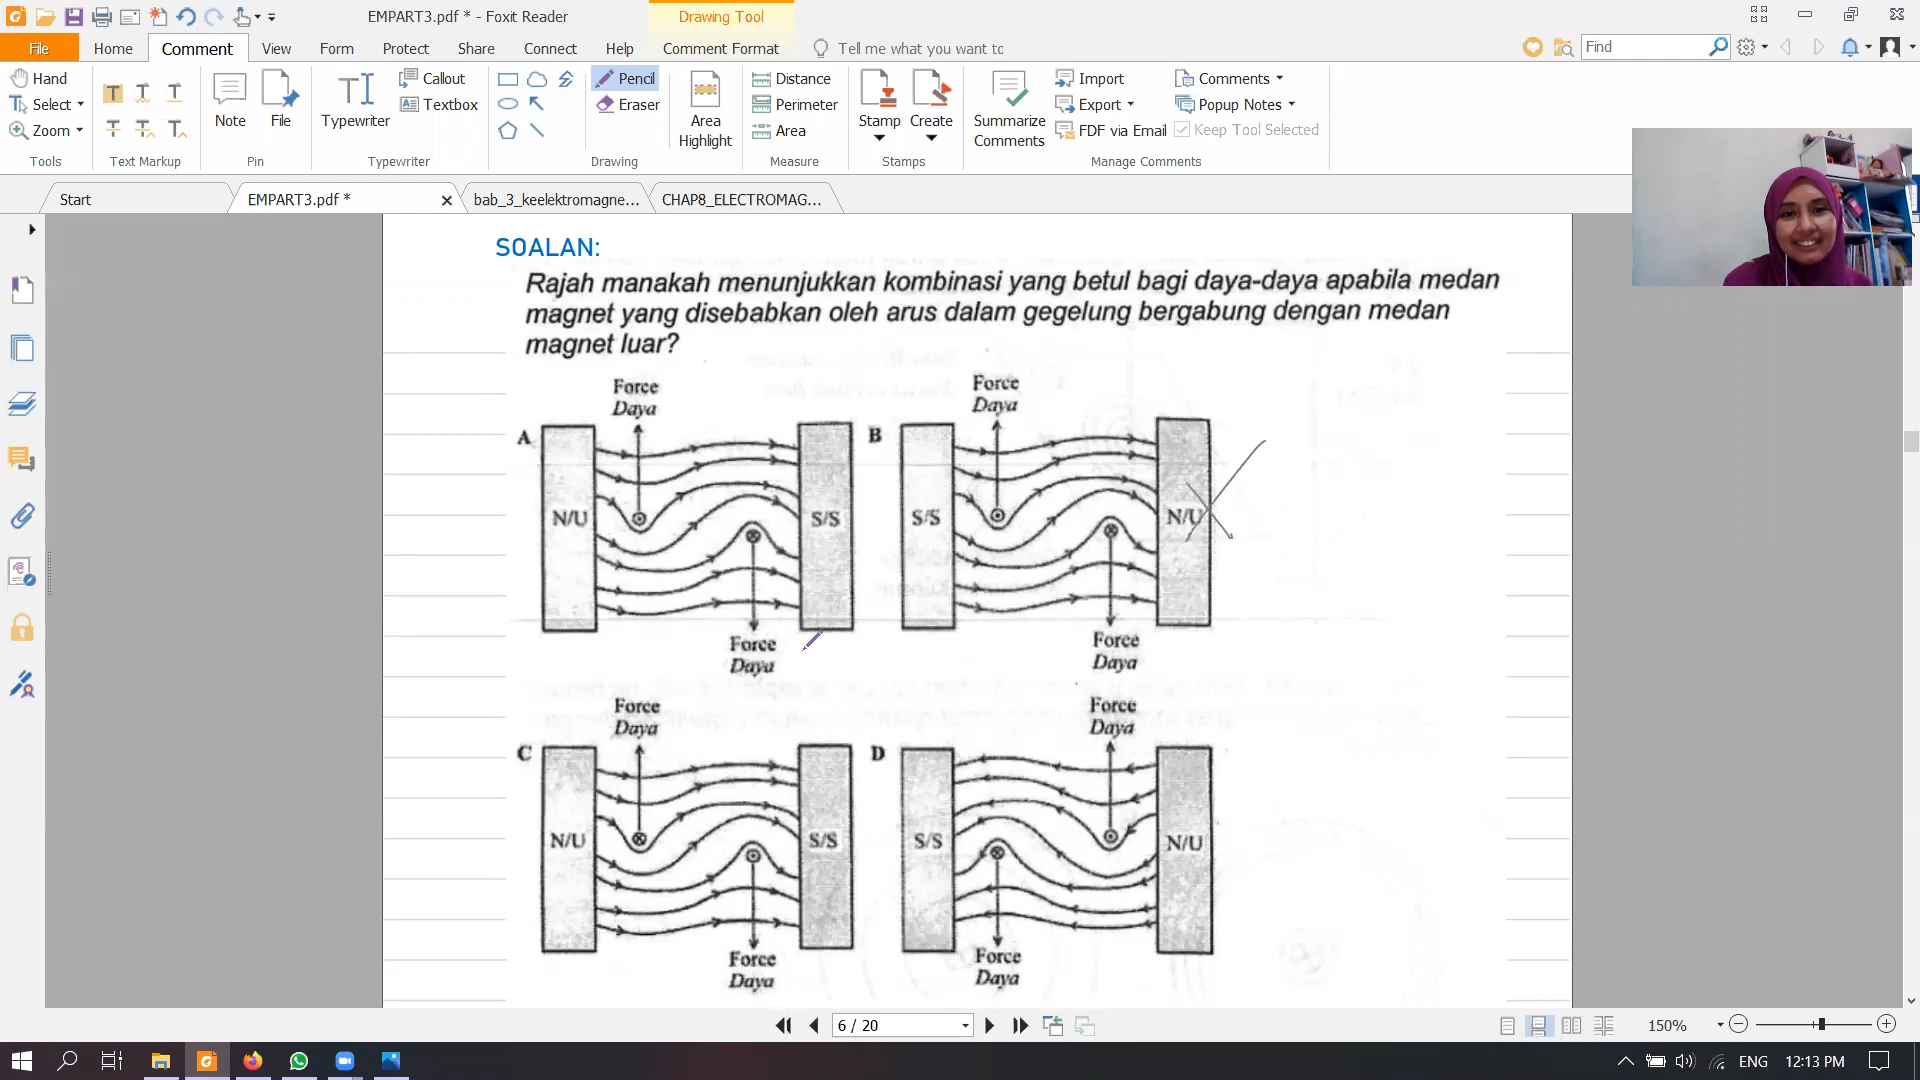 EMPART3.pdf * - Foxit Reader
Drawing Tool
File
Home
Comment
View
Form
Protect
Share
Connect
Help
Comment Format
Tell me what you want to
Find
Hand
Select
Zoom
Tools
Text Markup
Note
File
Pin
Typewriter
Callout
Textbox
Typewriter
Pencil
Eraser
Drawing
Area
Highlight
Distance
Perimeter
Area
Measure
Stamp
Create
Stamps
Summarize
Comments
Import
Export
FDF via Email
Comments
Popup Notes
Keep Tool Selected
Manage Comments
Start
EMPART3.pdf *
bab_3_keelektromagne...
CHAP8_ELECTROMAG...
SOALAN:
Rajah manakah menunjukkan kombinasi yang betul bagi daya-daya apabila medan
magnet yang disebabkan oleh arus dalam gegelung bergabung dengan medan
magnet luar?
A
Force
Daya
N/U
S/S
Force
Daya
B
Force
Daya
S/S
N/U
Force
Daya
C
Force
Daya
N/U
S/S
Force
Daya
D
Force
Daya
S/S
N/U
Force
Daya
6 / 20
150%
ENG
12:13 PM